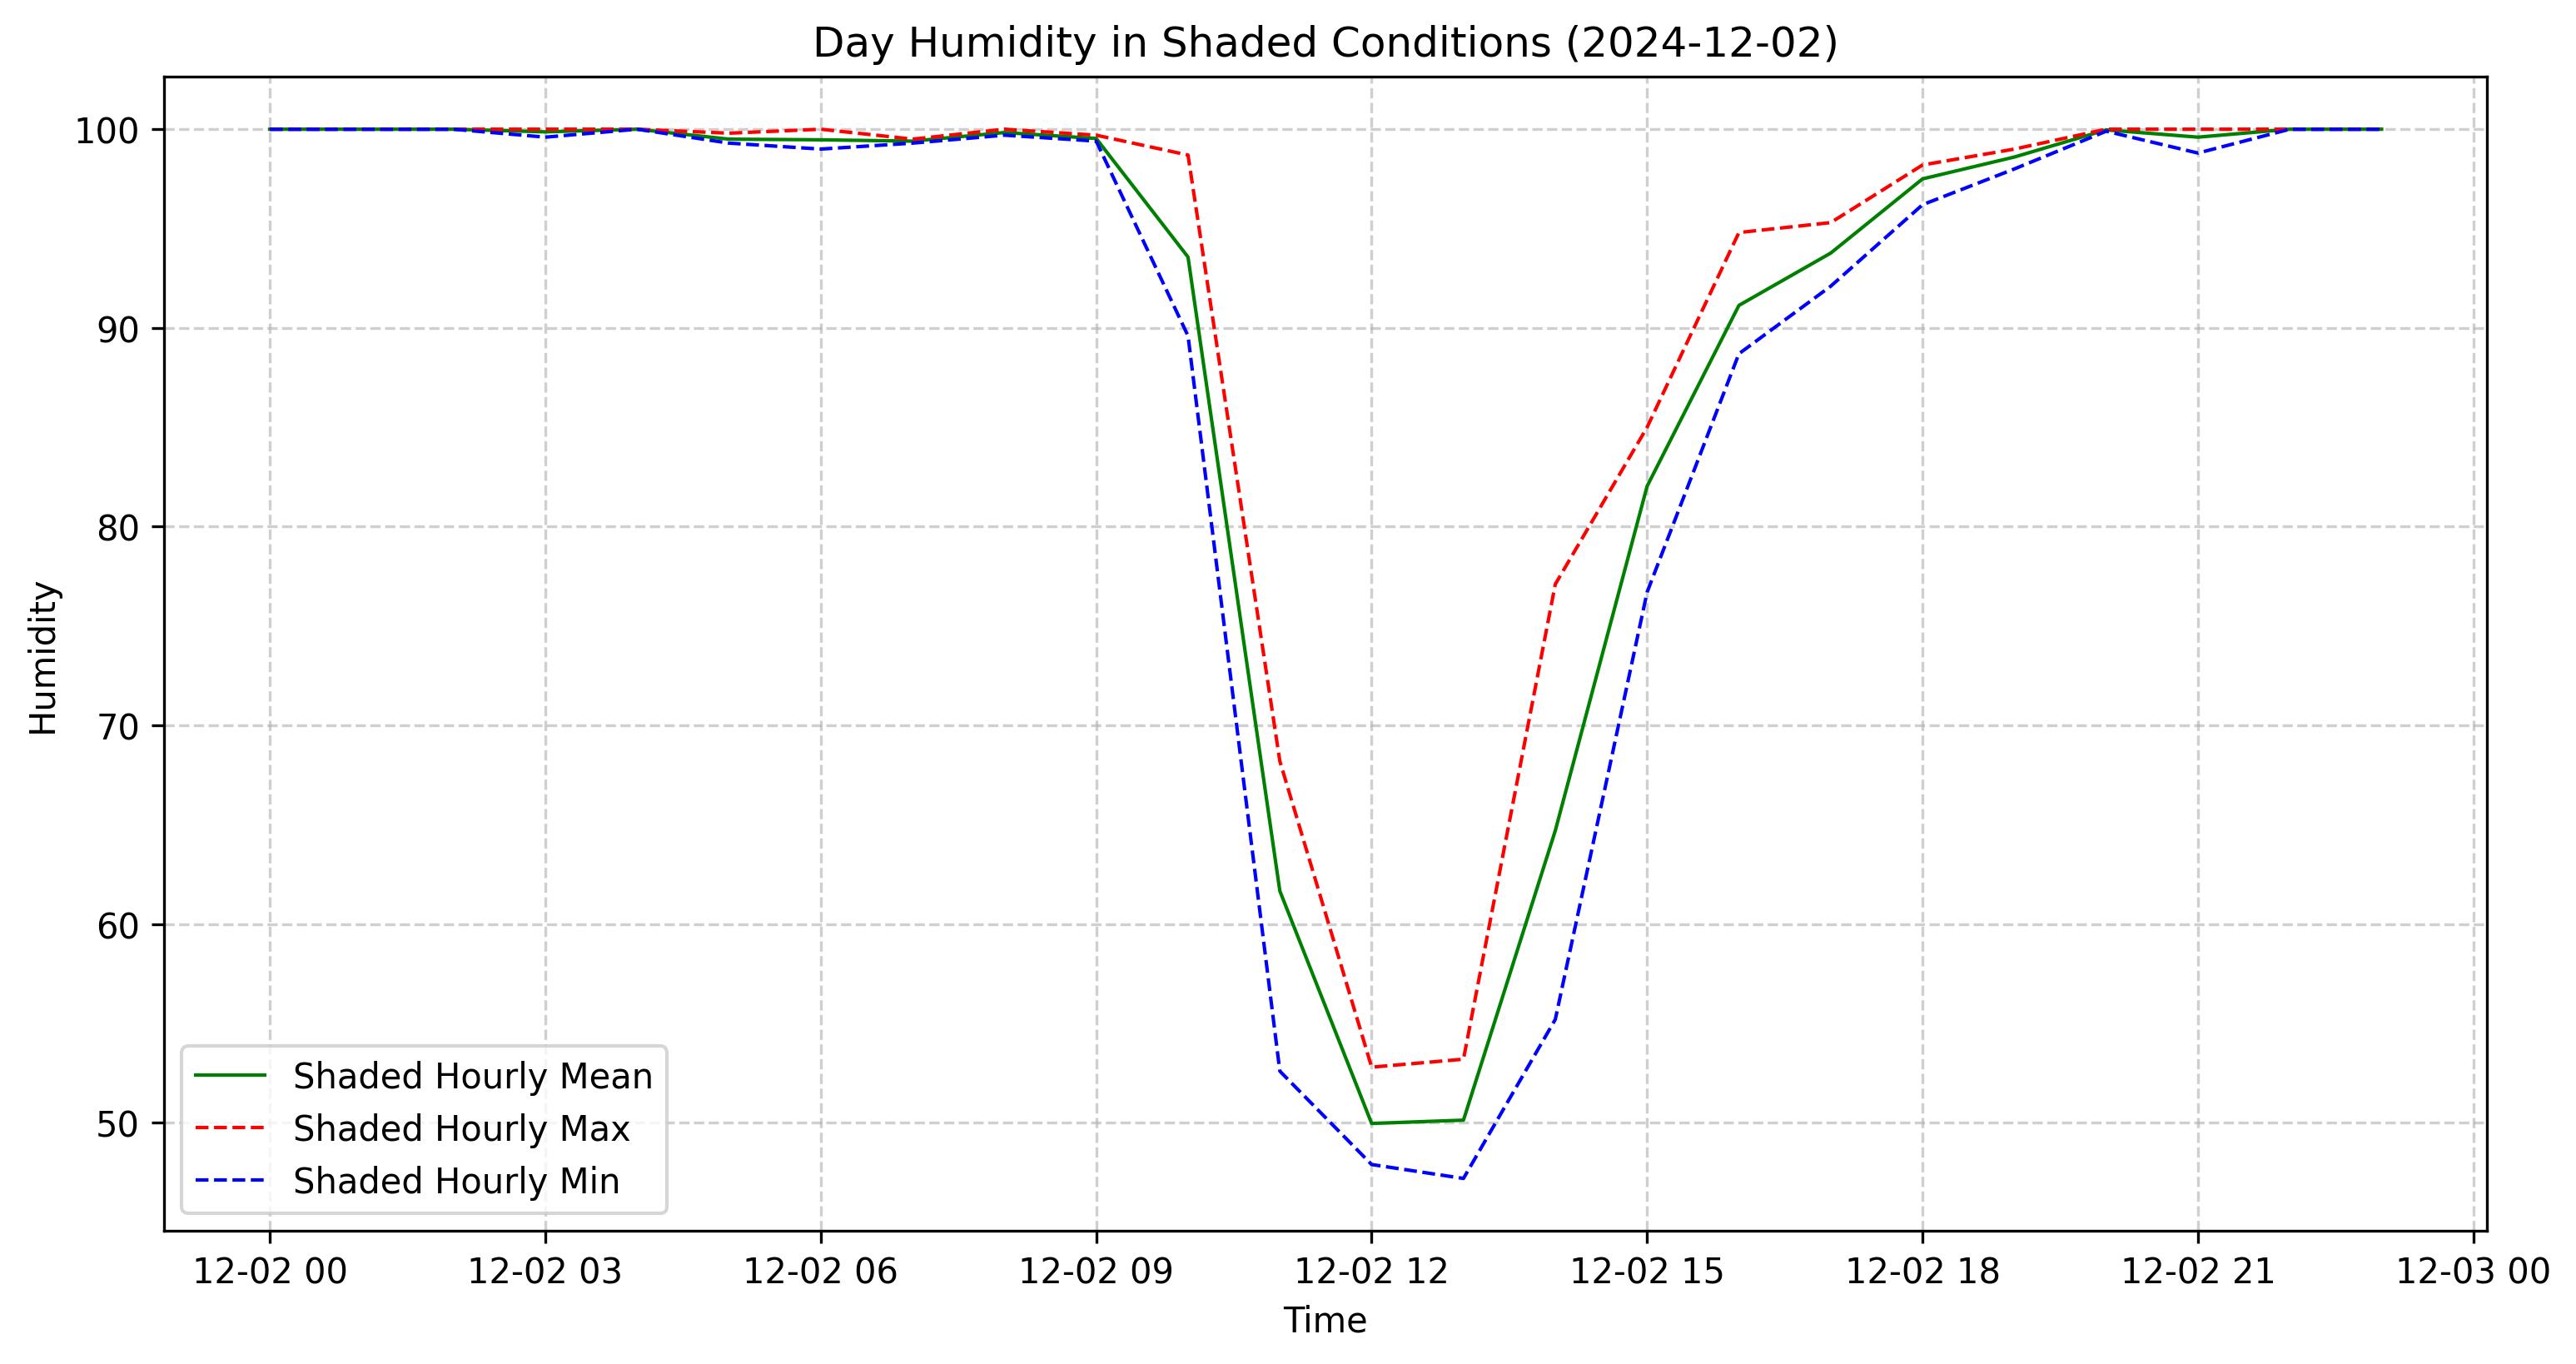 Day Humidity in Shaded Conditions (2024-12-02)
100
90
80
70
60
50
Humidity
Shaded Hourly Mean
Shaded Hourly Max
Shaded Hourly Min
12-02 00 12-02 03 12-02 06 12-02 09 12-02 12 12-02 15 12-02 18 12-02 21 12-03 00
Time